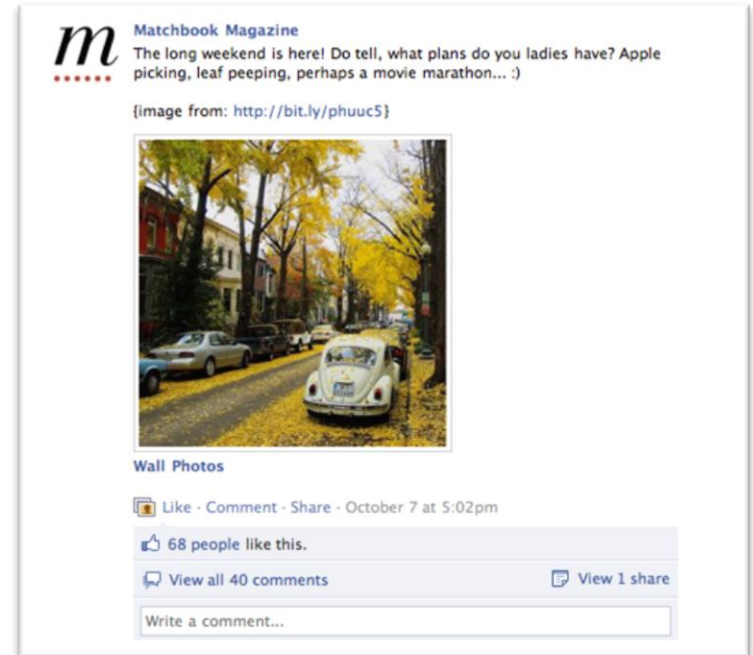 m
Matchbook Magazine
The long weekend is here! Do tell, what plans do you ladies have? Apple
picking, leaf peeping, perhaps a movie marathon... :)
{image from: http://bit.ly/phuuc5}
Wall Photos
Like · Comment · Share · October 7 at 5:02pm
68 people like this.
View all 40 comments View 1 share
Write a comment...